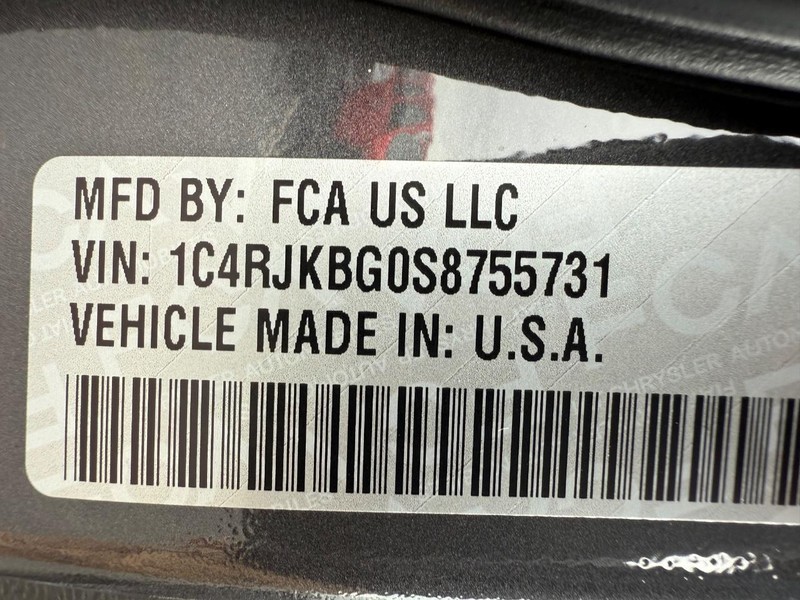 MFD BY: FCA US LLC
VIN: 1C4RJKBG0S8755731
VEHICLE MADE IN: U.S.A.